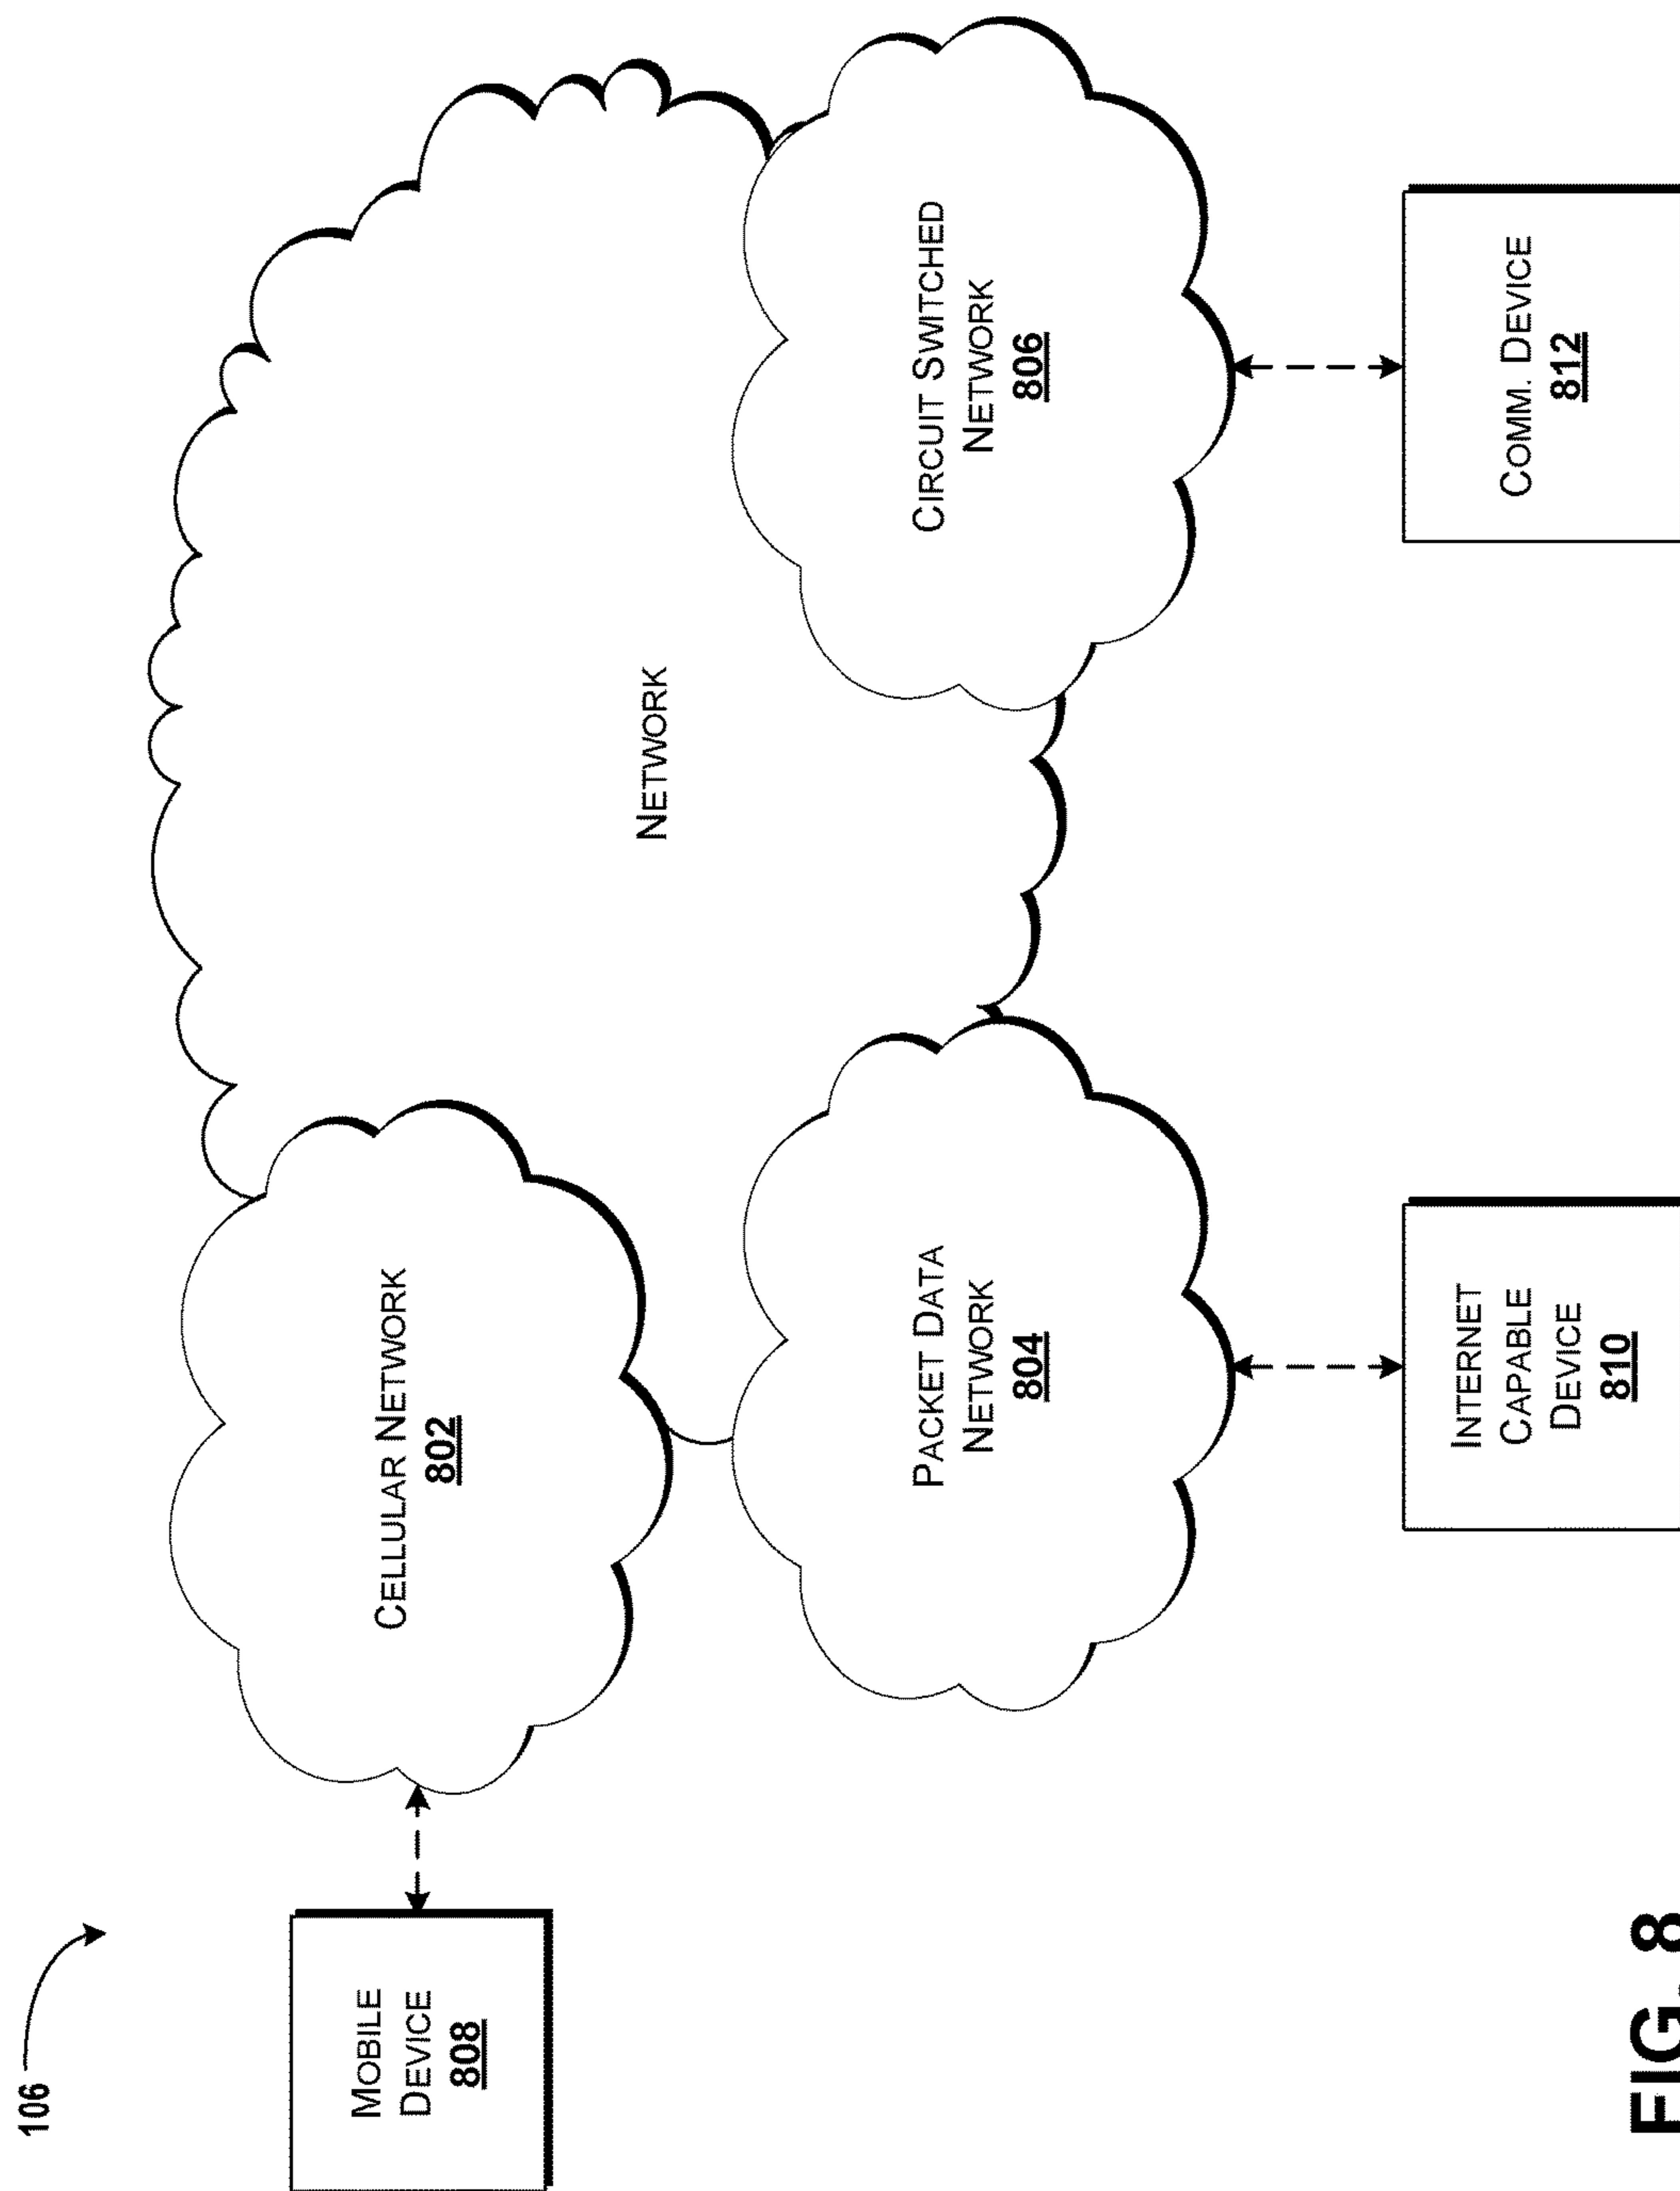 106
MOBILE
DEVICE
808
CELLULAR NETWORK
802
NETWORK
PACKET DATA
NETWORK
804
CIRCUIT SWITCHED
NETWORK
806
INTERNET
CAPABLE
DEVICE
810
COMM. DEVICE
812
FIG. 8